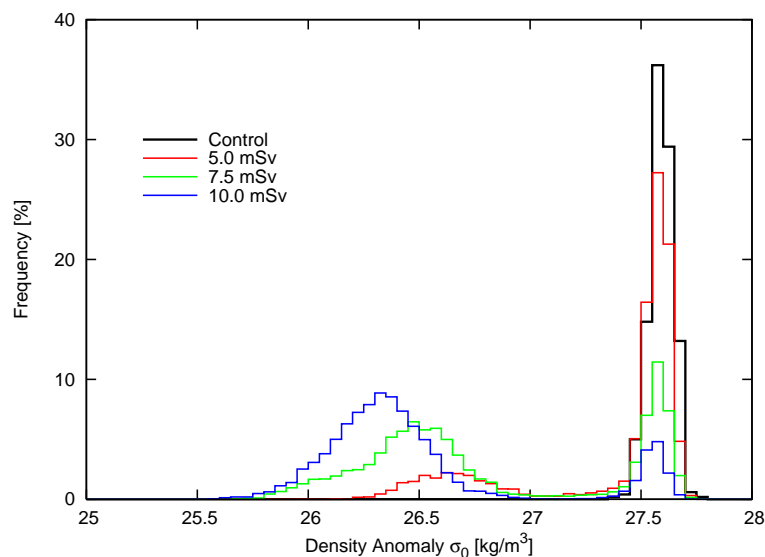 40
30
20
10
0
Frequency [%]
Control
5.0 mSv
7.5 mSv
10.0 mSv
25 25.5 26 26.5 27 27.5 28
Density Anomaly σ0 [kg/m³]